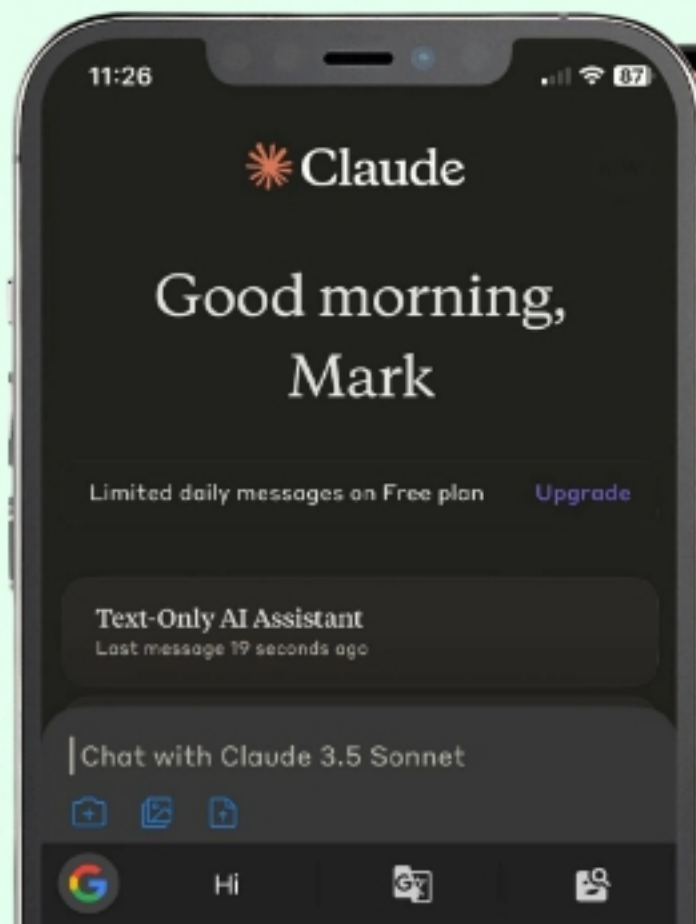 11:26
87
Claude
Good morning,
Mark
Limited daily messages on Free plan Upgrade
Text-Only AI Assistant
Last message 19 seconds ago
Chat with Claude 3.5 Sonnet
G Hi G